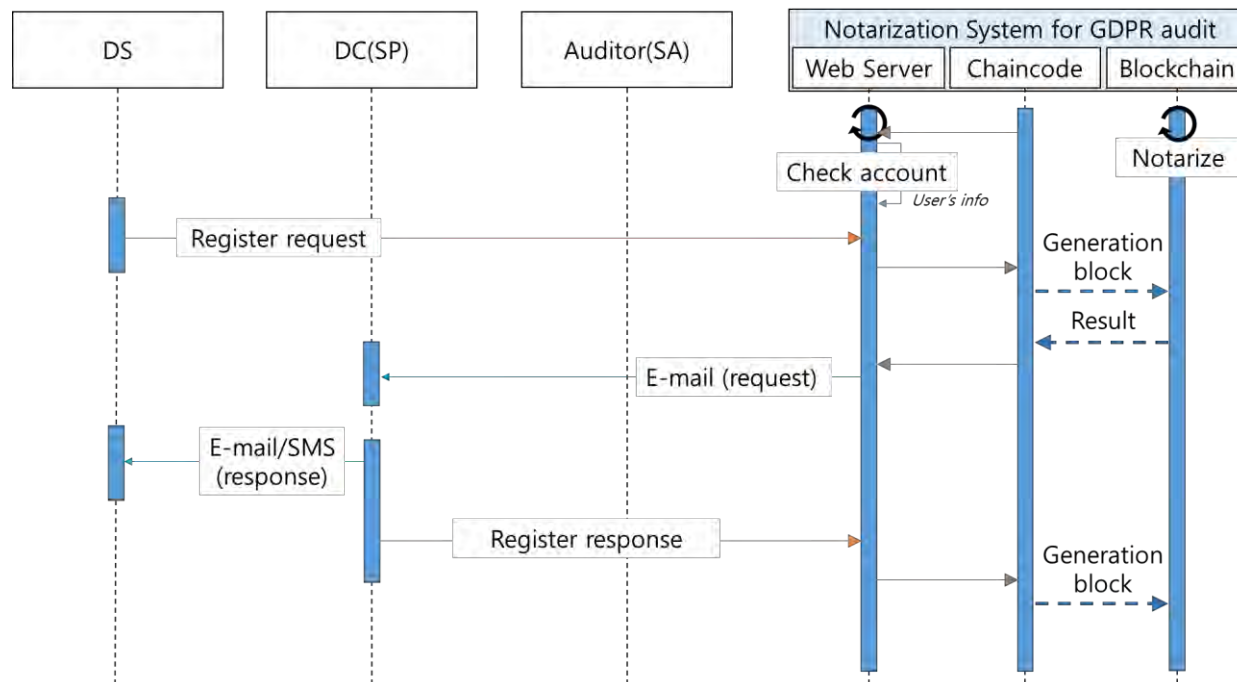 DS
DC(SP)
Auditor(SA)
Notarization System for GDPR audit
Web Server
Chaincode
Blockchain
Check account
Notarize
User's info
Register request
Generation
block
Result
E-mail (request)
E-mail/SMS
(response)
Register response
Generation
block